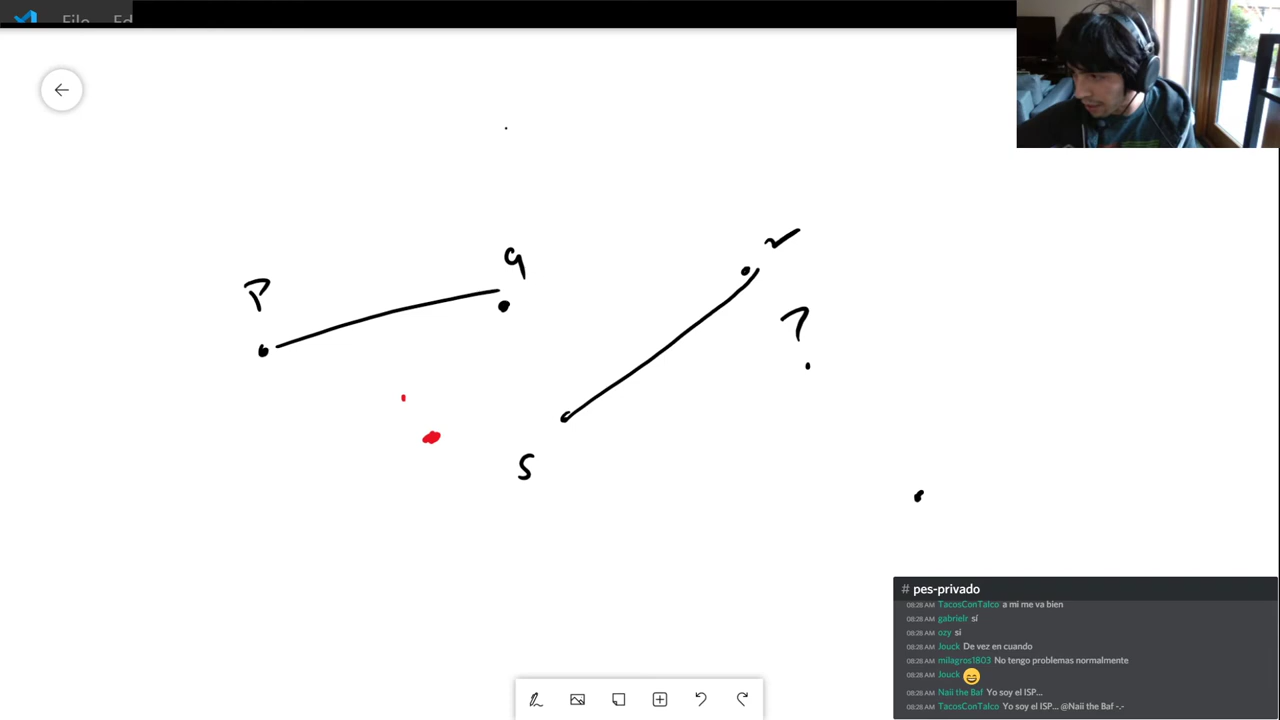 File Ed
P
q
r
?
S
# pes-privado
08:28 AM TacosConTalco a mi me va bien
08:28 AM gabrielr sí
08:28 AM ozy si
08:28 AM Jouck De vez en cuando
08:28 AM milagros1803 No tengo problemas normalmente
08:28 AM Jouck 😄
08:28 AM Naii the Baf Yo soy el ISP...
08:28 AM TacosConTalco Yo soy el ISP... @Naii the Baf -.-